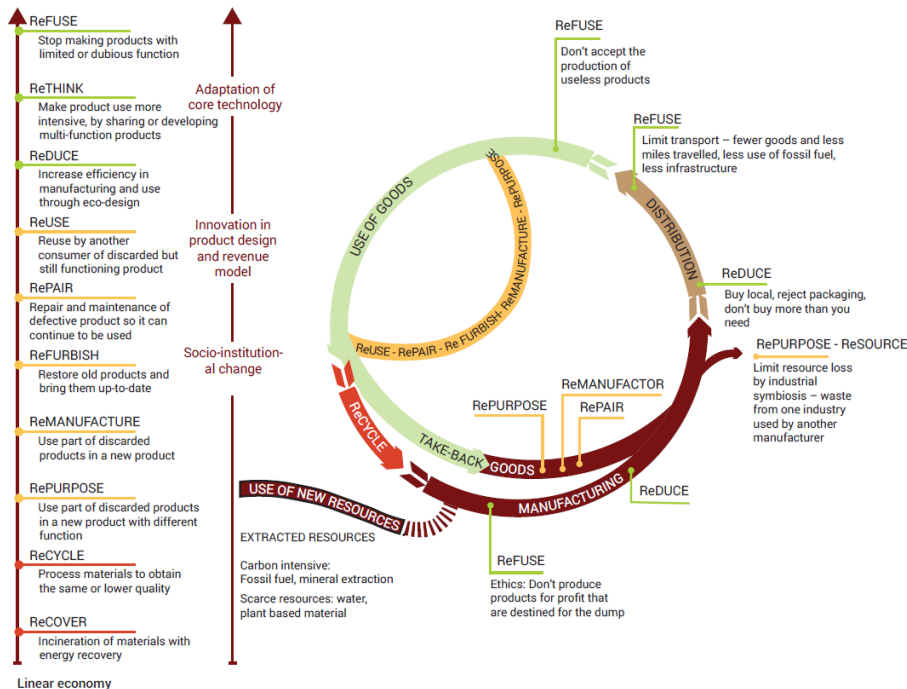 ReFUSE
Stop making products with
limited or dubious function
ReTHINK
Make product use more
intensive, by sharing or developing
multi-function products
ReDUCE
Increase efficiency in
manufacturing and use
through eco-design
ReUSE
Reuse by another
consumer of discarded but
still functioning product
RePAIR
Repair and maintenance of
defective product so it can
continue to be used
ReFURBISH
Restore old products and
bring them up-to-date
ReMANUFACTURE
Use part of discarded
products in a new product
RePURPOSE
Use part of discarded products
in a new product with different
function
ReCYCLE
Process materials to obtain
the same or lower quality
ReCOVER
Incineration of materials with
energy recovery
Linear economy
Adaptation of
core technology
Innovation in
product design
and revenue
model
Socio-institution-
al change
ReFUSE
Don't accept the
production of
useless products
ReFUSE
Limit transport – fewer goods and less
miles travelled, less use of fossil fuel,
less infrastructure
USE OF GOODS
ReUSE - RePAIR - Re FURBISH- ReMANUFACTURE - RePURPOSE
DISTRIBUTION
ReDUCE
Buy local, reject packaging,
don't buy more than you
need
RePURPOSE - ReSOURCE
Limit resource loss
by industrial
symbiosis – waste
from one industry
used by another
manufacturer
ReMANUFACTOR
RePURPOSE
RePAIR
ReCYCLE
TAKE-BACK
GOODS
MANUFACTURING
ReDUCE
USE OF NEW RESOURCES
EXTRACTED RESOURCES
Carbon intensive:
Fossil fuel, mineral extraction
Scarce resources: water,
plant based material
ReFUSE
Ethics: Don't produce
products for profit that
are destined for the dump